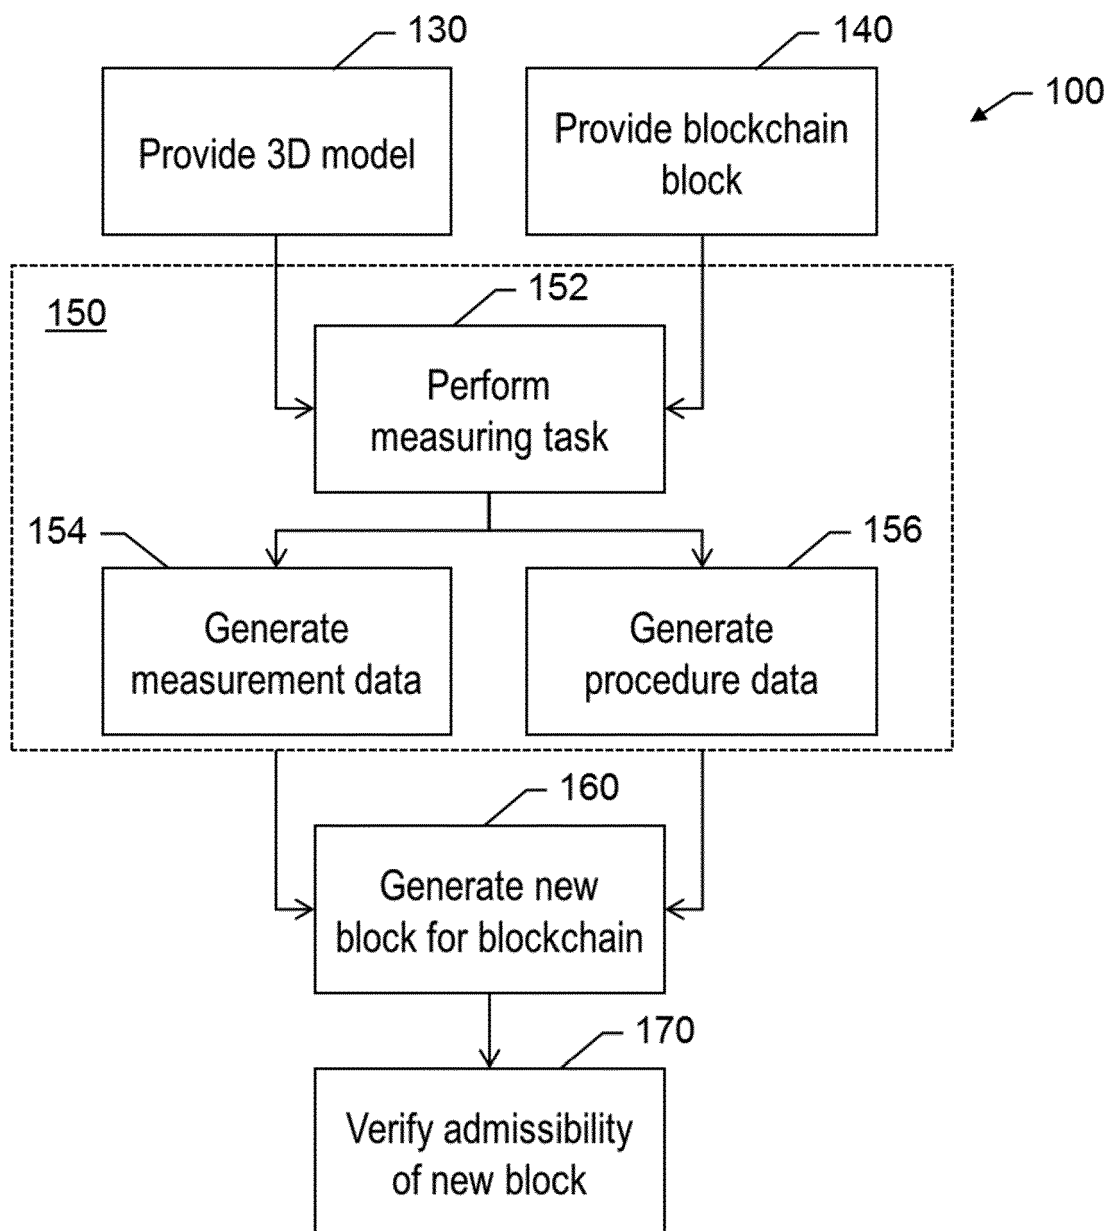 130
140
100
Provide 3D model
Provide blockchain
block
152
150
Perform
measuring task
154
156
Generate
measurement data
Generate
procedure data
160
Generate new
block for blockchain
170
Verify admissibility
of new block